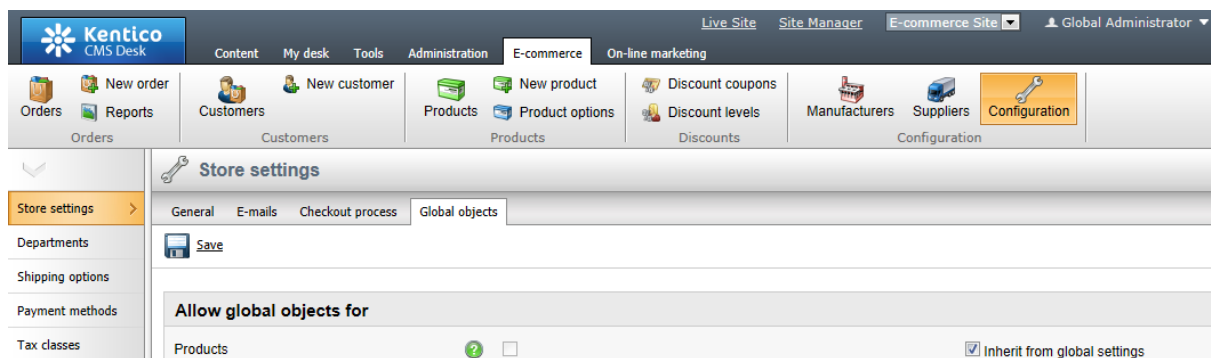 Kentico
CMS Desk
Live Site Site Manager E-commerce Site Global Administrator
Content My desk Tools Administration E-commerce On-line marketing
Orders New order Reports
Orders
Customers New customer
Customers
Products New product Product options
Products
Discount coupons Discount levels
Discounts
Manufacturers Suppliers Configuration
Configuration
Store settings
Store settings >
General E-mails Checkout process Global objects
Departments
Save
Shipping options
Payment methods
Allow global objects for
Tax classes
Products ? Inherit from global settings